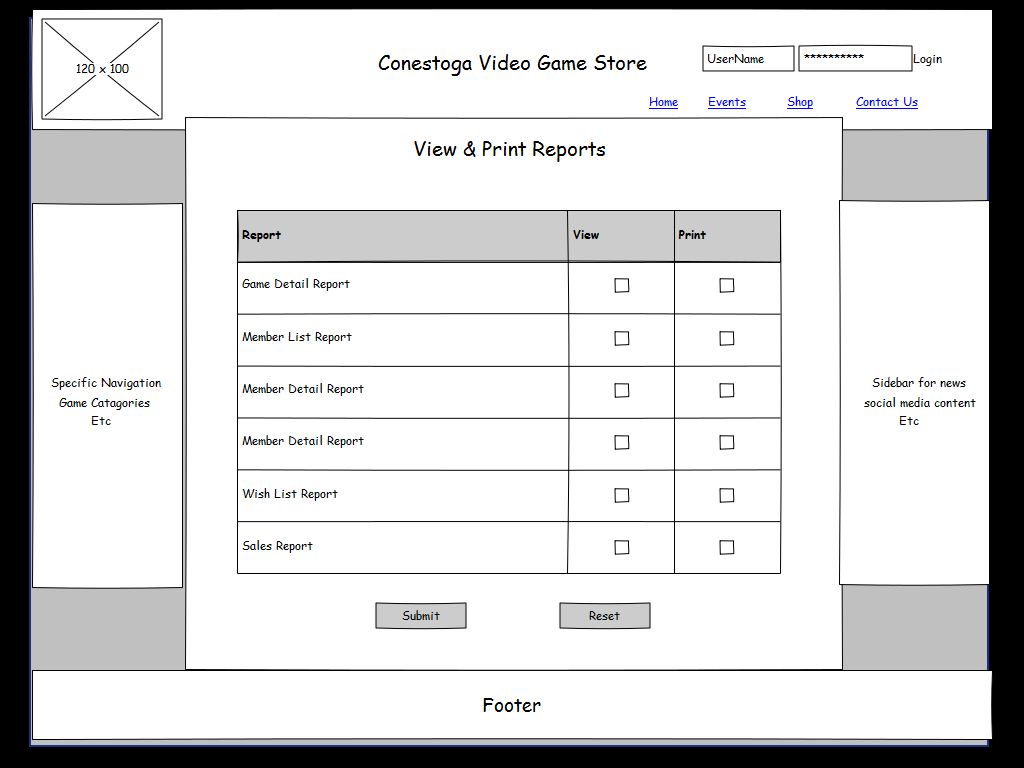 120 x 100
Conestoga Video Game Store
UserName
**********
Login
Home Events Shop Contact Us
View & Print Reports
Report View Print
Game Detail Report
Member List Report
Member Detail Report
Member Detail Report
Wish List Report
Sales Report
Submit Reset
Specific Navigation
Game Catagories
Etc
Sidebar for news
social media content
Etc
Footer